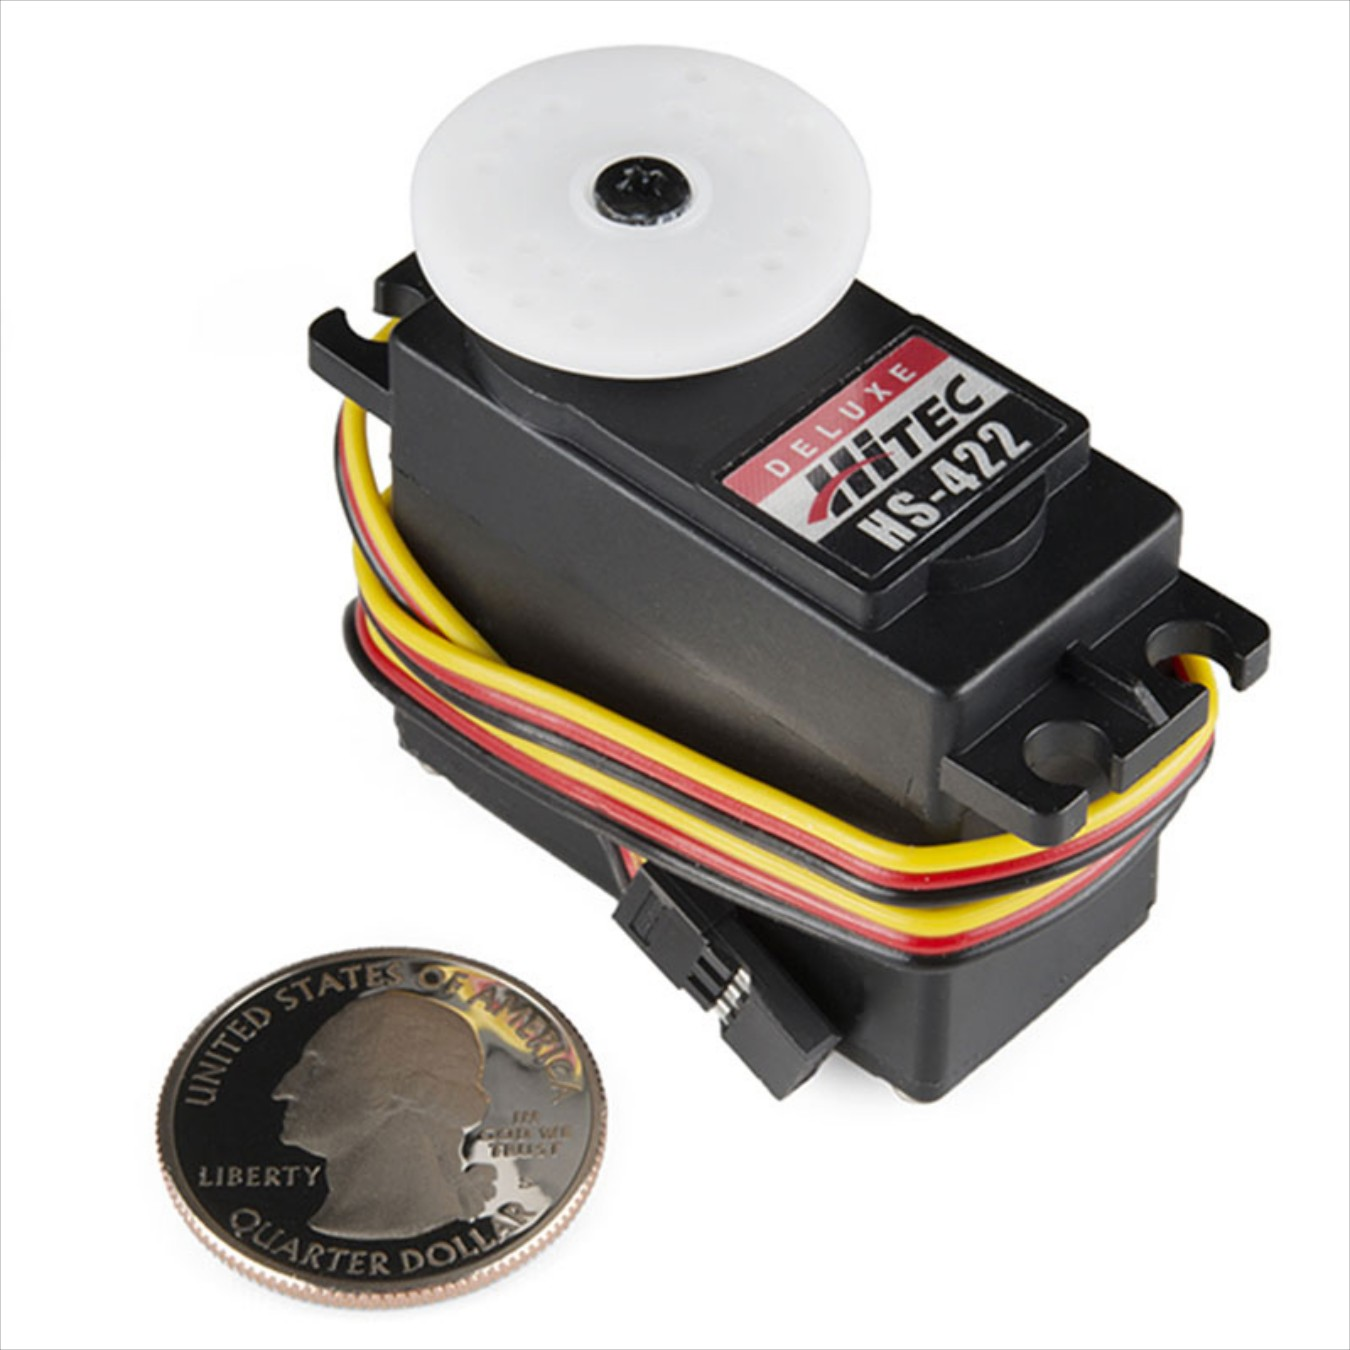 DELUXE
HiTEC
HS-422
UNITED STATES OF AMERICA
LIBERTY
IN
GOD WE
TRUST
S
QUARTER DOLLAR